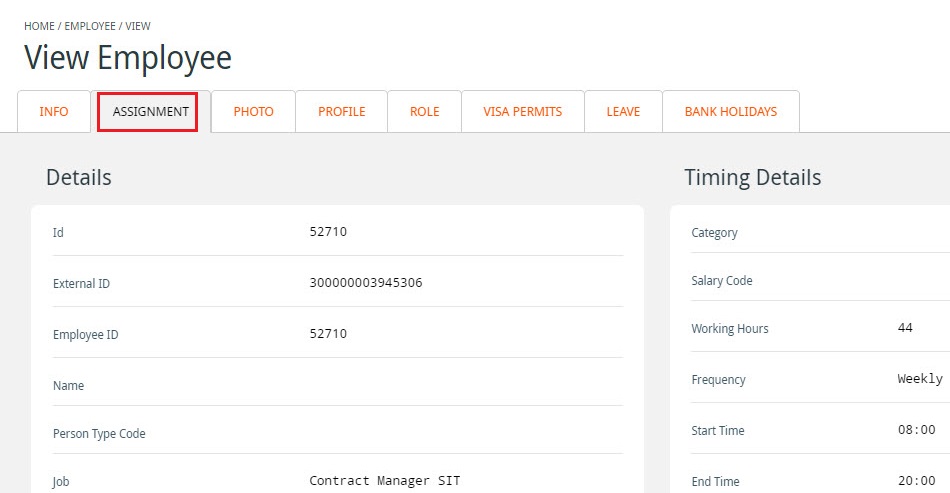 HOME / EMPLOYEE / VIEW
View Employee
INFO
ASSIGNMENT
PHOTO
PROFILE
ROLE
VISA PERMITS
LEAVE
BANK HOLIDAYS
Details
Id 52710
External ID 300000003945306
Employee ID 52710
Name
Person Type Code
Job Contract Manager SIT
Timing Details
Category
Salary Code
Working Hours 44
Frequency Weekly
Start Time 08:00
End Time 20:00